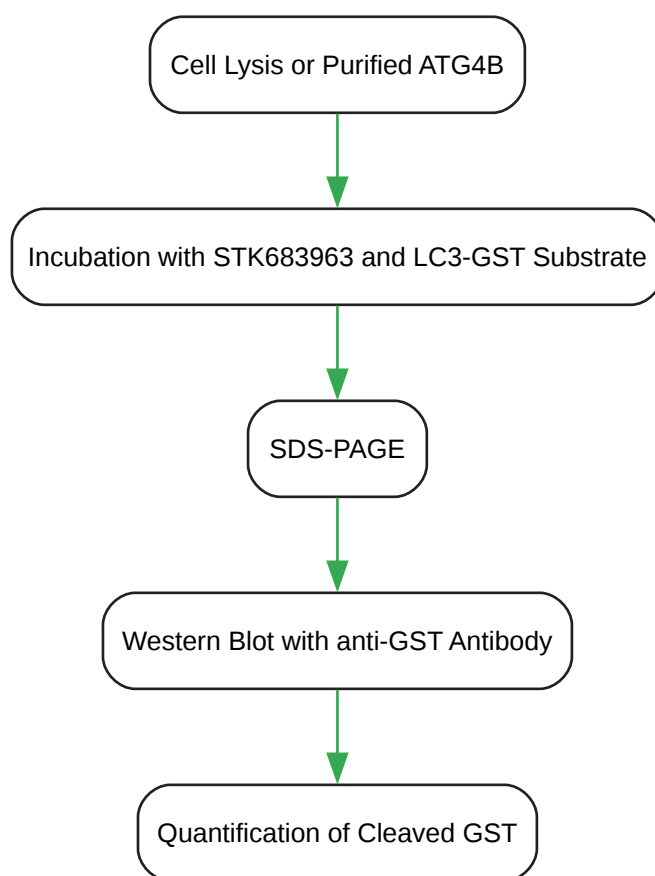 Cell Lysis or Purified ATG4B
Incubation with STK683963 and LC3-GST Substrate
SDS-PAGE
Western Blot with anti-GST Antibody
Quantification of Cleaved GST